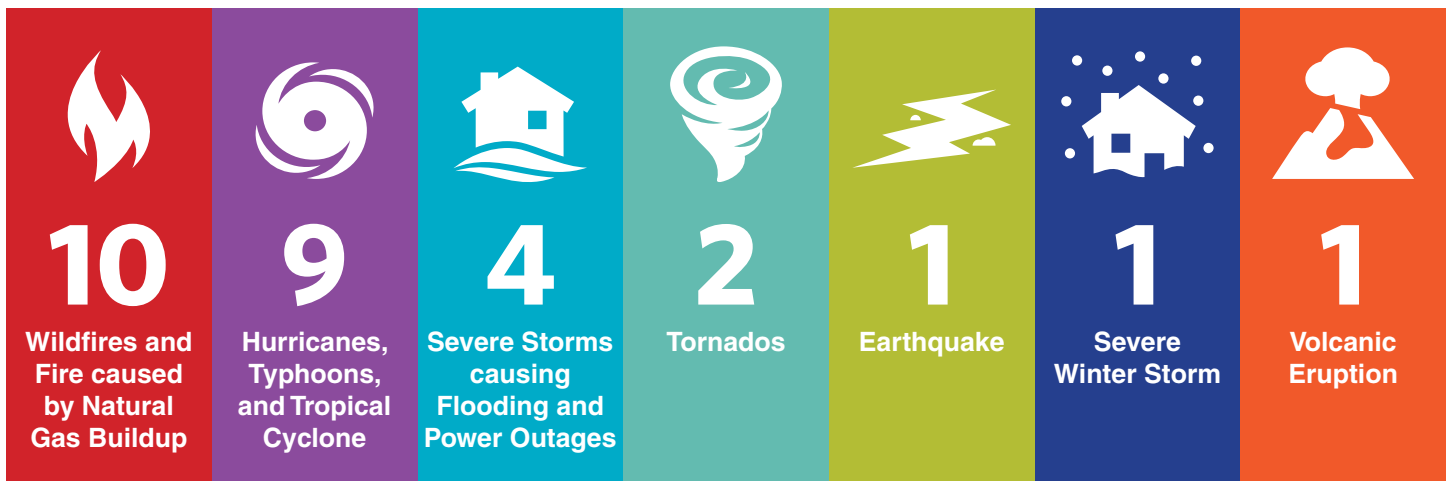 10
Wildfires and
Fire caused
by Natural
Gas Buildup
9
Hurricanes,
Typhoons,
and Tropical
Cyclone
4
Severe Storms
causing
Flooding and
Power Outages
2
Tornados
1
Earthquake
1
Severe
Winter Storm
1
Volcanic
Eruption